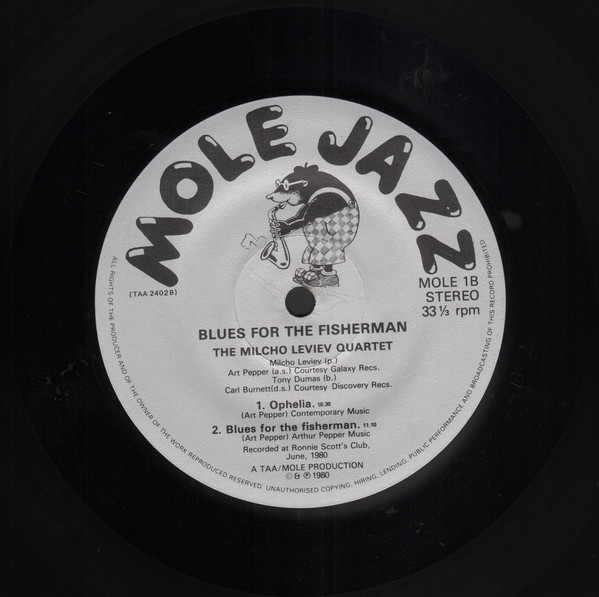 MOLE JAZZ
(TAA 2402B)
MOLE 1B
STEREO
33 ⅓ rpm
BLUES FOR THE FISHERMAN
THE MILCHO LEVIEV QUARTET
Milcho Leviev (p.)
Art Pepper (a.s.) Courtesy Galaxy Recs.
Tony Dumas (b.)
Carl Burnett(d.s.) Courtesy Discovery Recs.
1. Ophelia. 10.30
(Art Pepper) Contemporary Music
2. Blues for the fisherman. 11.10
(Art Pepper) Arthur Pepper Music
Recorded at Ronnie Scott's Club,
June, 1980
A TAA/MOLE PRODUCTION
© & ℗ 1980
ALL RIGHTS OF THE PRODUCER AND OF THE OWNER OF THE WORK REPRODUCED RESERVED. UNAUTHORISED COPYING, HIRING, LENDING, PUBLIC PERFORMANCE AND BROADCASTING OF THIS RECORD PROHIBITED